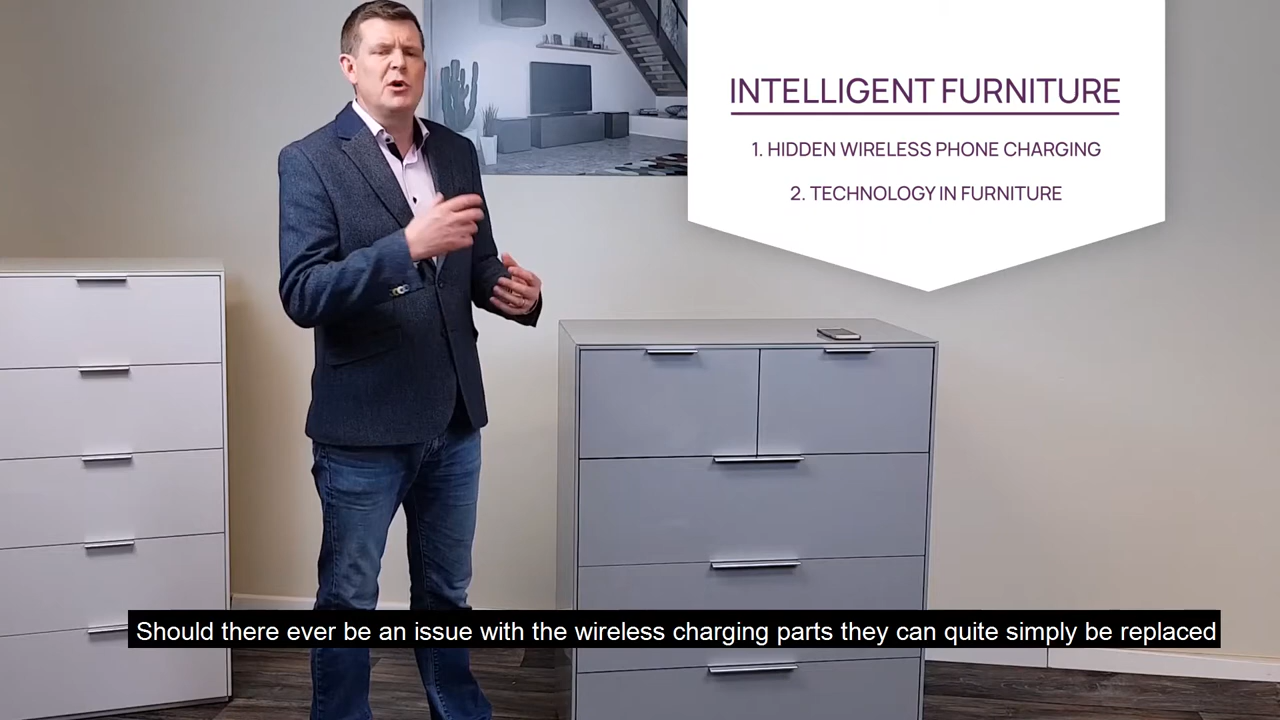 INTELLIGENT FURNITURE
1. HIDDEN WIRELESS PHONE CHARGING
2. TECHNOLOGY IN FURNITURE
Should there ever be an issue with the wireless charging parts they can quite simply be replaced